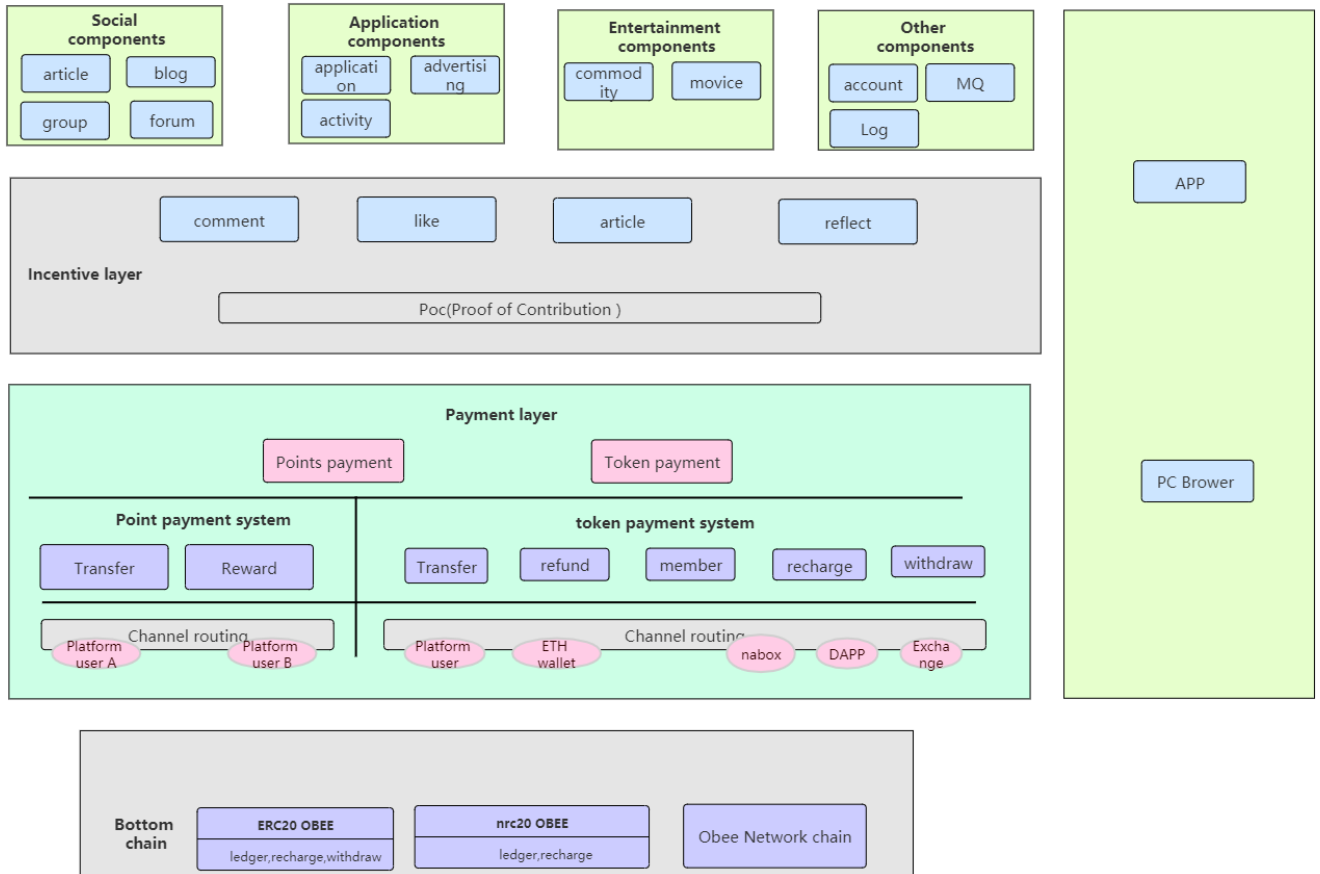 Social
components
article
blog
group
forum
Application
components
applicati
on
advertisi
ng
activity
Entertainment
components
commod
ity
movice
Other
components
account
MQ
Log
APP
PC Brower
comment
like
article
reflect
Incentive layer
Poc(Proof of Contribution )
Payment layer
Points payment
Token payment
Point payment system
Transfer
Reward
token payment system
Transfer
refund
member
recharge
withdraw
Channel routing
Platform
user A
Platform
user B
Channel routing
Platform
user
ETH
wallet
nabox
DAPP
Excha
nge
Bottom
chain
ERC20 OBEE
ledger,recharge,withdraw
nrc20 OBEE
ledger,recharge
Obee Network chain